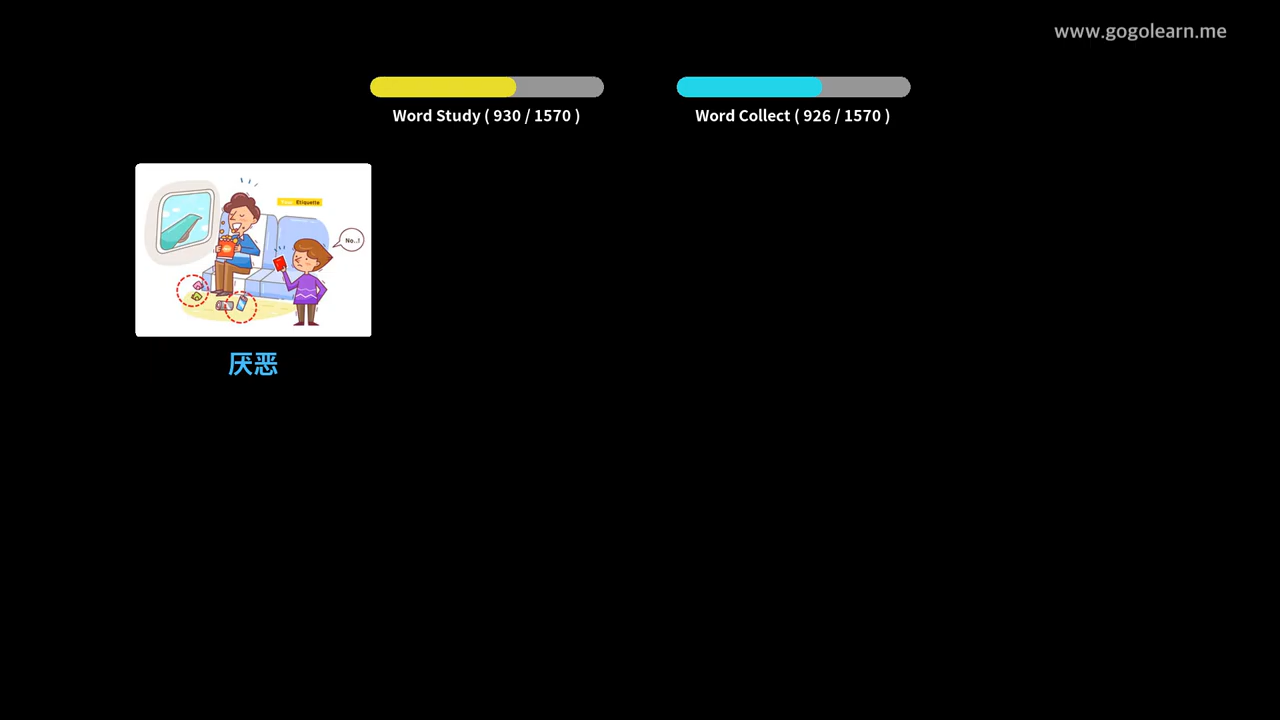 www.gogolearn.me
Word Study ( 930 / 1570 )
Word Collect ( 926 / 1570 )
Etiquette
No..!
厌恶